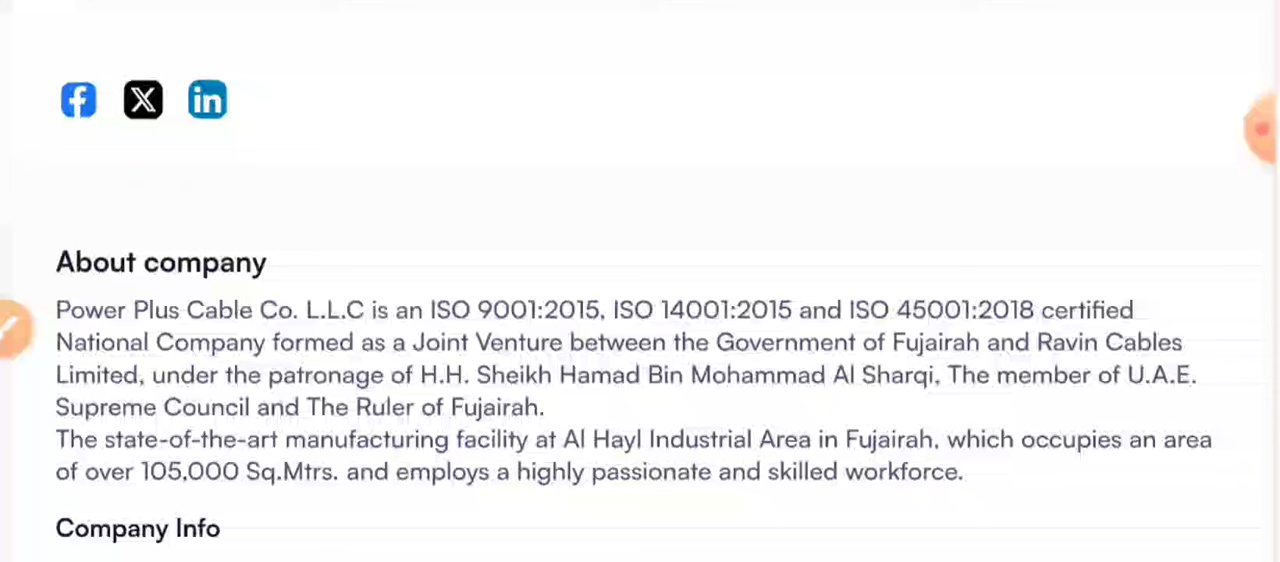 About company
Power Plus Cable Co. L.L.C is an ISO 9001:2015, ISO 14001:2015 and ISO 45001:2018 certified
National Company formed as a Joint Venture between the Government of Fujairah and Ravin Cables
Limited, under the patronage of H.H. Sheikh Hamad Bin Mohammad Al Sharqi, The member of U.A.E.
Supreme Council and The Ruler of Fujairah.
The state-of-the-art manufacturing facility at Al Hayl Industrial Area in Fujairah, which occupies an area
of over 105,000 Sq.Mtrs. and employs a highly passionate and skilled workforce.
Company Info